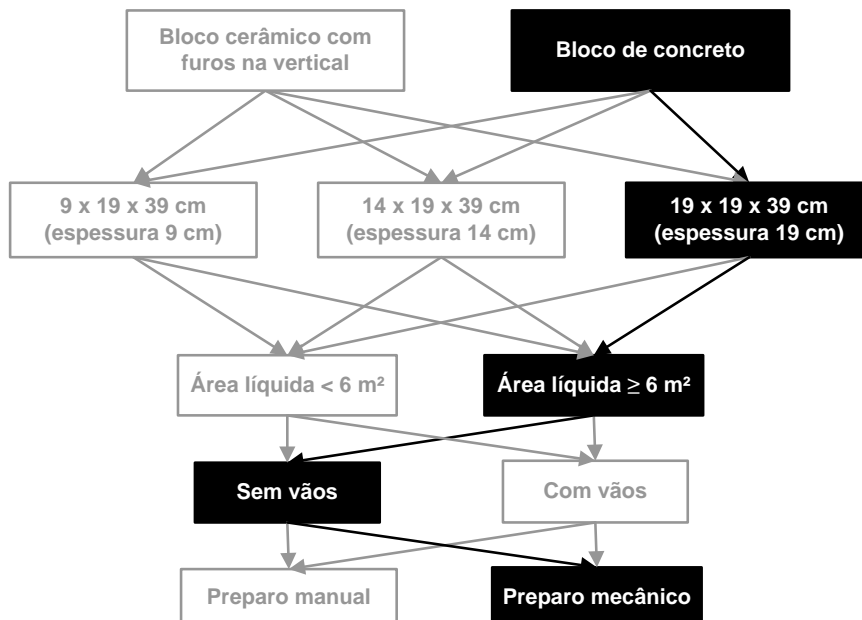 Bloco cerâmico com
furos na vertical
Bloco de concreto
9 x 19 x 39 cm
(espessura 9 cm)
14 x 19 x 39 cm
(espessura 14 cm)
19 x 19 x 39 cm
(espessura 19 cm)
Área líquida < 6 m²
Área líquida ≥ 6 m²
Sem vãos
Com vãos
Preparo manual
Preparo mecânico